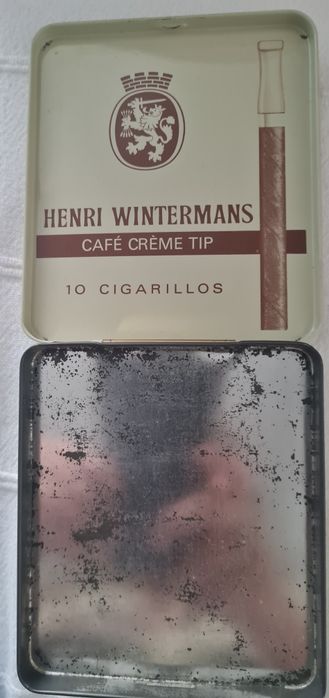 HENRI WINTERMANS
CAFÉ CRÈME TIP
10 CIGARILLOS